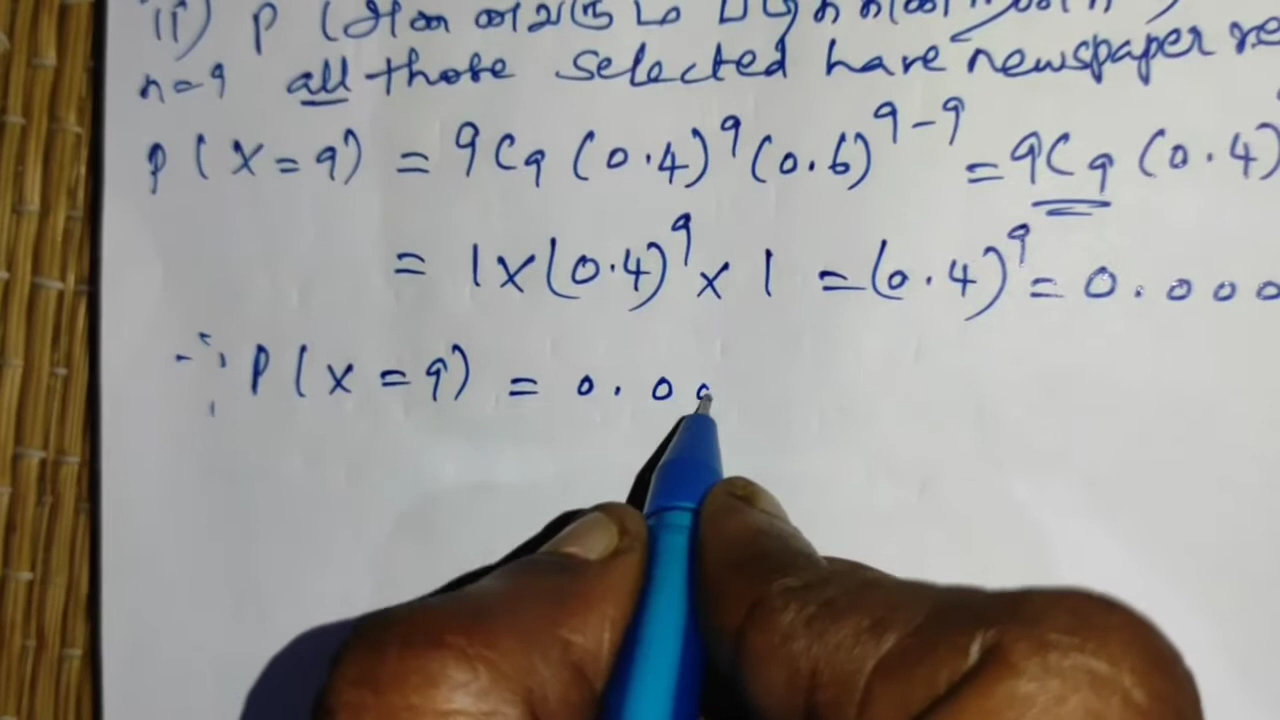 ii) P (
n=9 all those selected have newspaper re
P(X=9) = 9C₉ (0.4)⁹ (0.6)⁹⁻⁹ = 9C₉ (0.4)
= 1×(0.4)⁹×1 = (0.4)⁹ = 0.000
∴ P(X=9) = 0.00